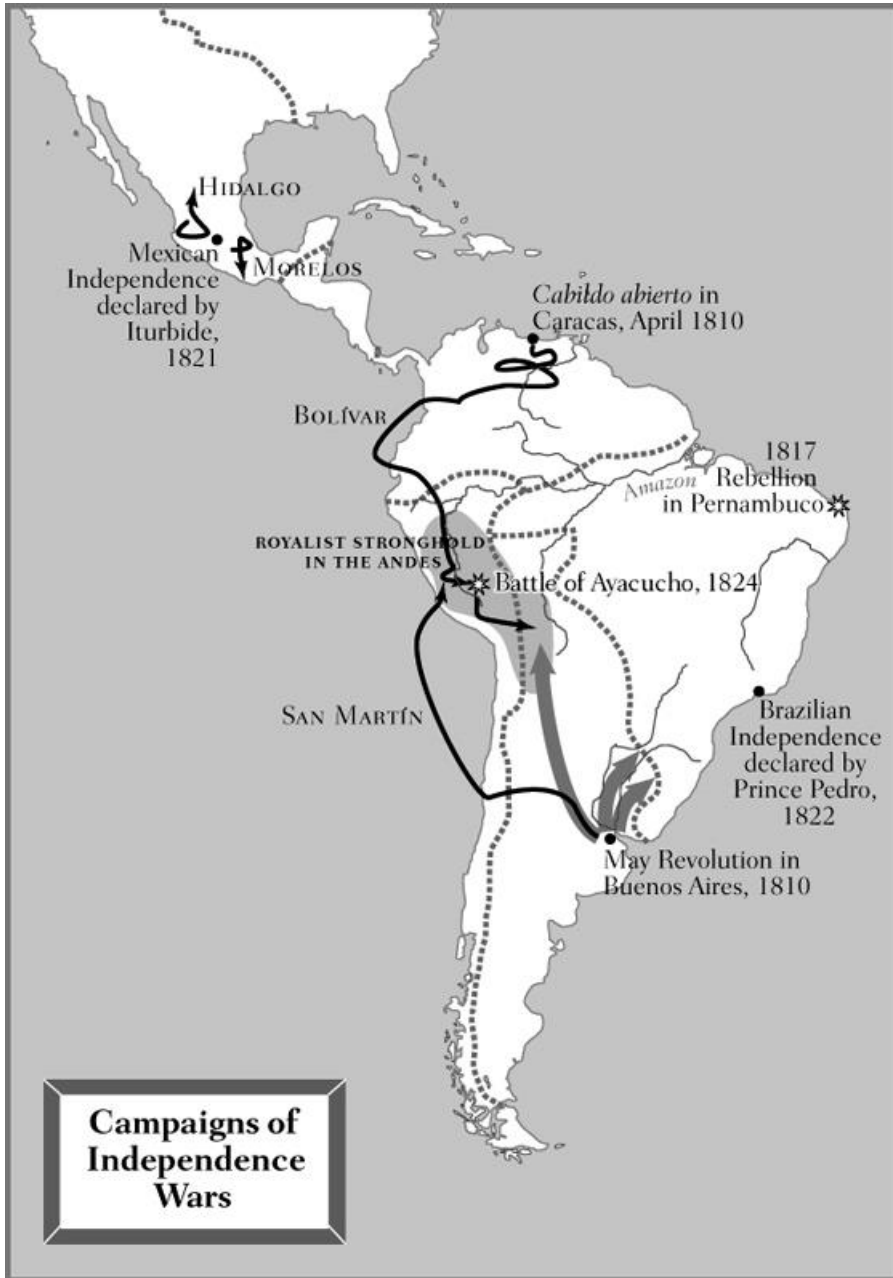 HIDALGO
Mexican
Independence
declared by
Iturbide,
1821
MORELOS
Cabildo abierto in
Caracas, April 1810
BOLÍVAR
1817
Rebellion
in Pernambuco
Amazon
ROYALIST STRONGHOLD
IN THE ANDES
Battle of Ayacucho, 1824
SAN MARTÍN
Brazilian
Independence
declared by
Prince Pedro,
1822
May Revolution in
Buenos Aires, 1810
Campaigns of
Independence
Wars